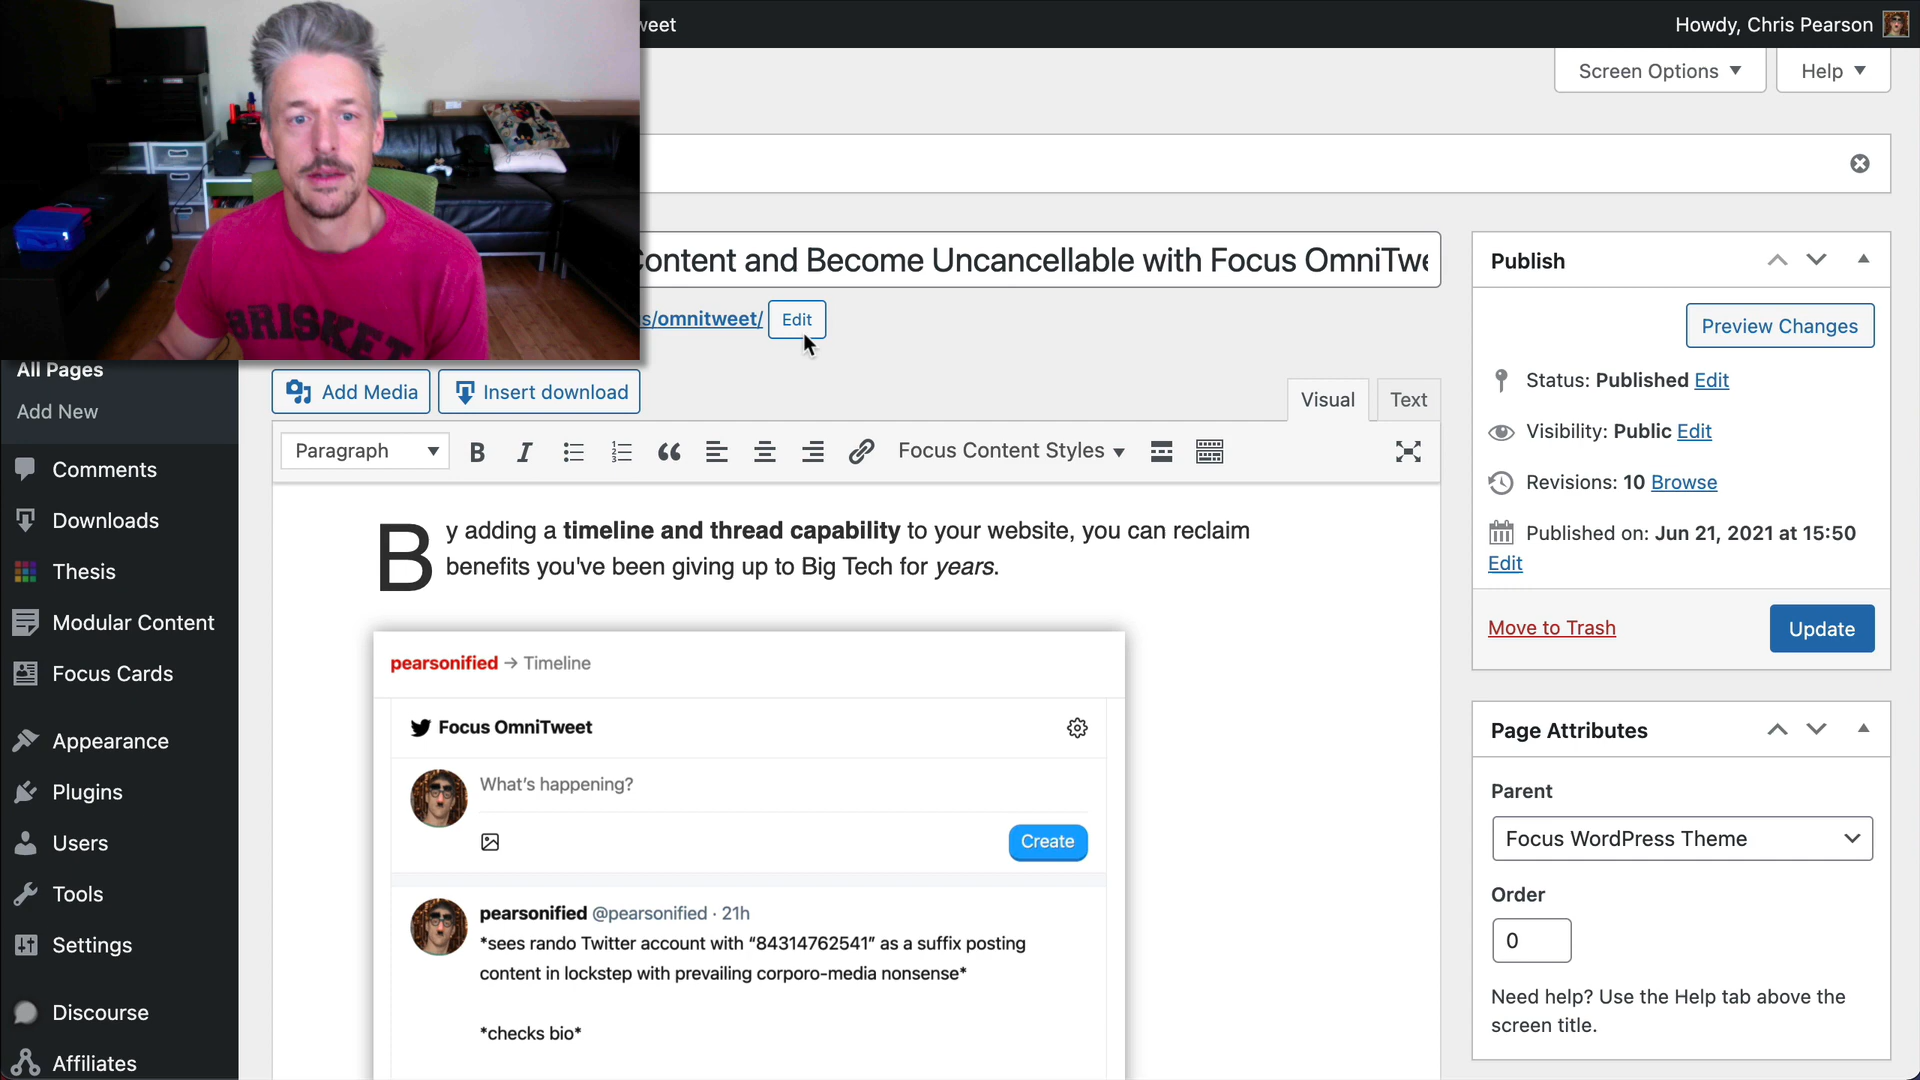 weet
Howdy, Chris Pearson
Screen Options
Help
BRISKET
ontent and Become Uncancellable with Focus OmniTwe
s/omnitweet/ Edit
Publish
Preview Changes
Status: Published Edit
Visibility: Public Edit
Revisions: 10 Browse
Published on: Jun 21, 2021 at 15:50
Edit
Move to Trash
Update
All Pages
Add New
Comments
Downloads
Thesis
Modular Content
Focus Cards
Appearance
Plugins
Users
Tools
Settings
Discourse
Affiliates
Add Media
Insert download
Visual
Text
Paragraph
B I
Focus Content Styles
By adding a timeline and thread capability to your website, you can reclaim
benefits you've been giving up to Big Tech for years.
pearsonified → Timeline
Focus OmniTweet
What's happening?
Create
pearsonified @pearsonified · 21h
*sees rando Twitter account with “84314762541” as a suffix posting
content in lockstep with prevailing corporo-media nonsense*
*checks bio*
Page Attributes
Parent
Focus WordPress Theme
Order
0
Need help? Use the Help tab above the
screen title.